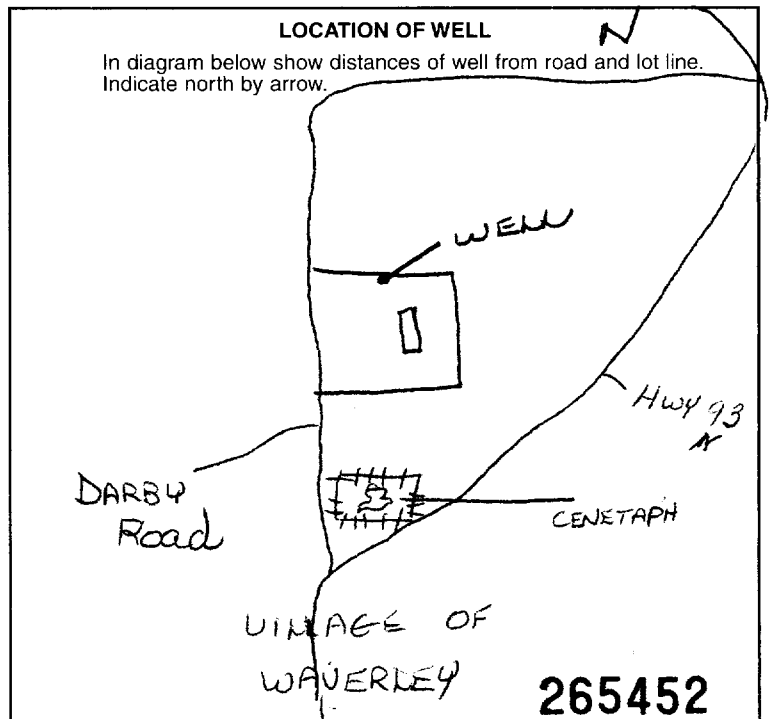 LOCATION OF WELL
N
In diagram below show distances of well from road and lot line.
Indicate north by arrow.
WELL
HWY 93
N
DARBY
Road
CENETAPH
VILLAGE OF
WAVERLEY
265452